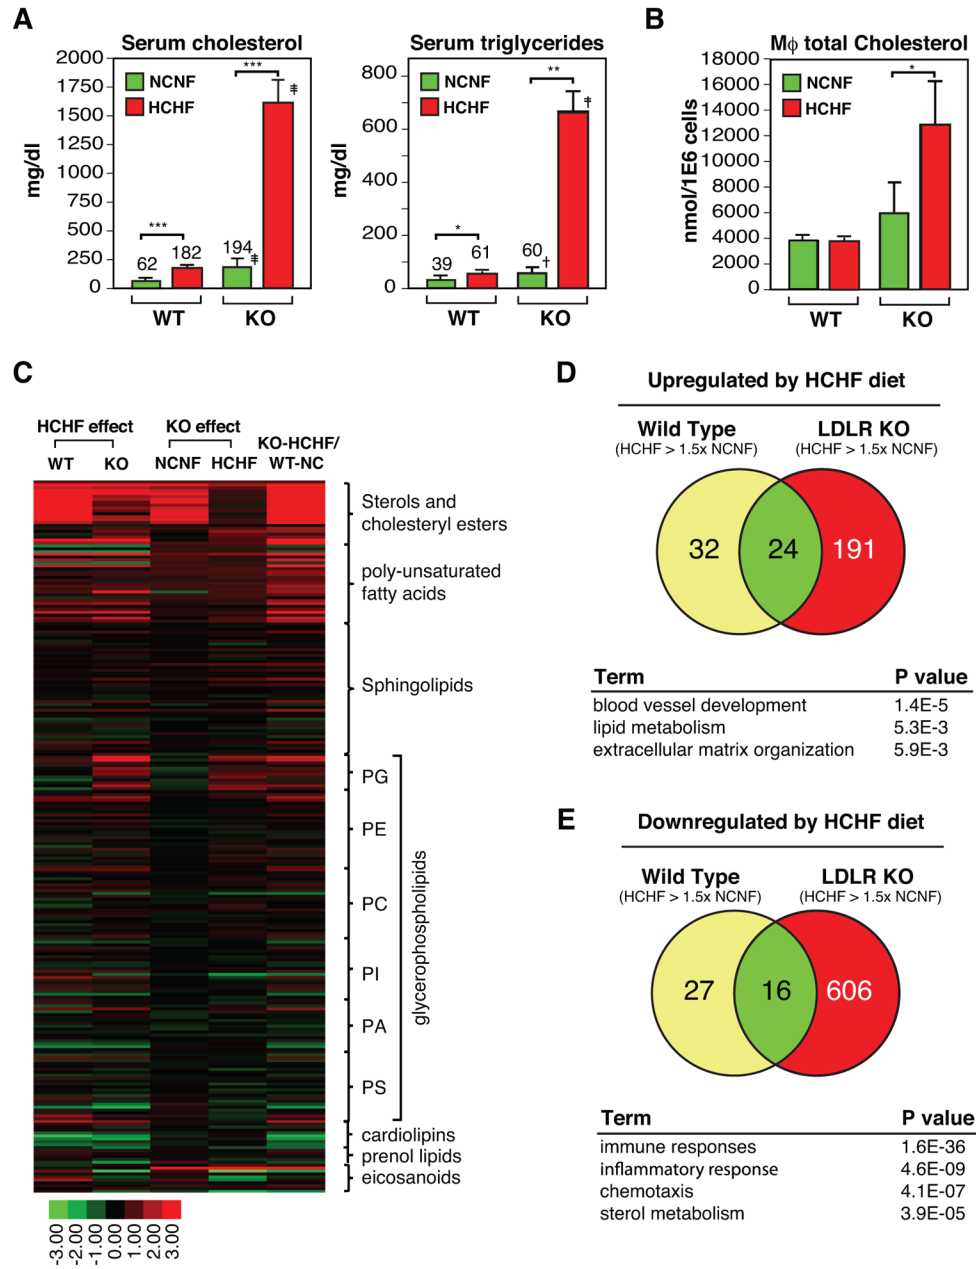 A
Serum cholesterol
2000
1750
1500
1250
1000
750
500
250
0
mg/dl
NCNF
HCHF
***
***
62
182
194
ǂ
ǂ
WT
KO
Serum triglycerides
800
600
400
200
0
mg/dl
NCNF
HCHF
*
**
39
61
60
†
ǂ
WT
KO
B
Mϕ total Cholesterol
18000
16000
14000
12000
10000
8000
6000
4000
2000
0
nmol/1E6 cells
NCNF
HCHF
*
WT
KO
C
HCHF effect
KO effect
KO-HCHF/
WT-NC
WT
KO
NCNF
HCHF
Sterols and
cholesteryl esters
poly-unsaturated
fatty acids
Sphingolipids
PG
PE
PC
PI
PA
PS
glycerophospholipids
cardiolipins
prenol lipids
eicosanoids
-3.00
-2.00
-1.00
0.00
1.00
2.00
3.00
D
Upregulated by HCHF diet
Wild Type
(HCHF > 1.5x NCNF)
LDLR KO
(HCHF > 1.5x NCNF)
32
24
191
Term P value
blood vessel development 1.4E-5
lipid metabolism 5.3E-3
extracellular matrix organization 5.9E-3
E
Downregulated by HCHF diet
Wild Type
(HCHF > 1.5x NCNF)
LDLR KO
(HCHF > 1.5x NCNF)
27
16
606
Term P value
immune responses 1.6E-36
inflammatory response 4.6E-09
chemotaxis 4.1E-07
sterol metabolism 3.9E-05